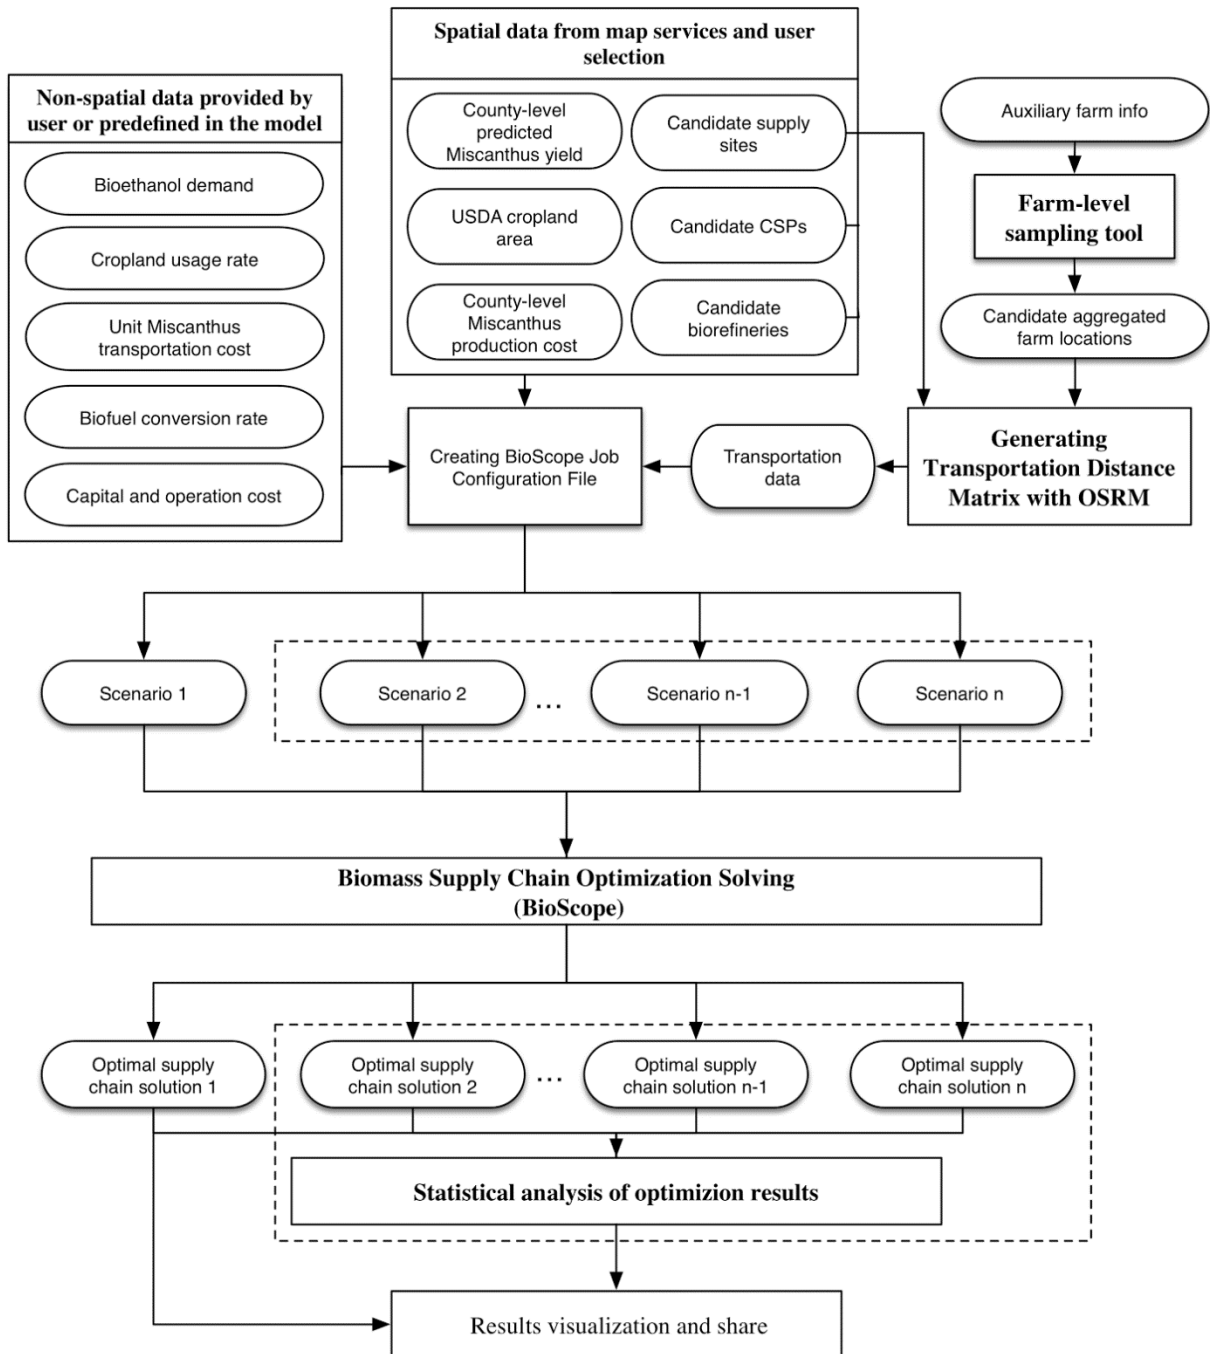 Non-spatial data provided by
user or predefined in the model
Bioethanol demand
Cropland usage rate
Unit Miscanthus
transportation cost
Biofuel conversion rate
Capital and operation cost
Spatial data from map services and user
selection
County-level
predicted
Miscanthus yield
Candidate supply
sites
USDA cropland
area
Candidate CSPs
County-level
Miscanthus
production cost
Candidate
biorefineries
Auxiliary farm info
Farm-level
sampling tool
Candidate aggregated
farm locations
Generating
Transportation Distance
Matrix with OSRM
Transportation
data
Creating BioScope Job
Configuration File
Scenario 1
Scenario 2
...
Scenario n-1
Scenario n
Biomass Supply Chain Optimization Solving
(BioScope)
Optimal supply
chain solution 1
Optimal supply
chain solution 2
...
Optimal supply
chain solution n-1
Optimal supply
chain solution n
Statistical analysis of optimizion results
Results visualization and share